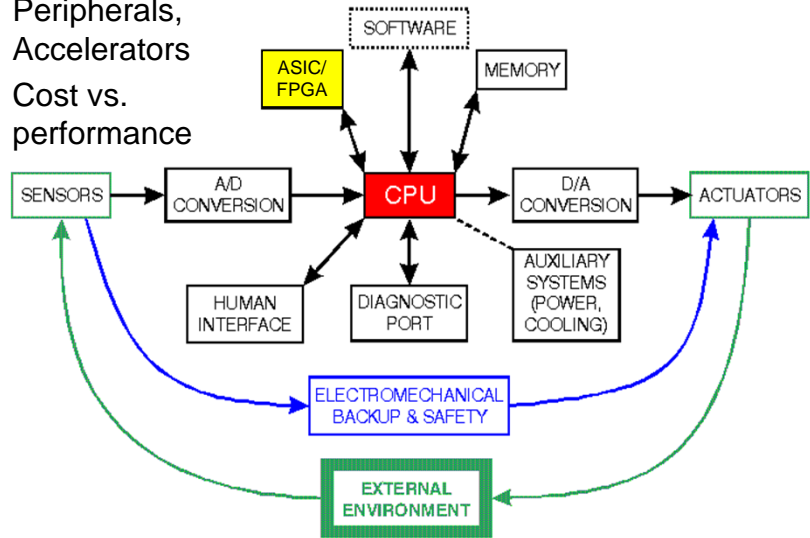 Peripherals,
Accelerators
Cost vs.
performance
SOFTWARE
ASIC/
FPGA
MEMORY
SENSORS
A/D
CONVERSION
CPU
D/A
CONVERSION
ACTUATORS
HUMAN
INTERFACE
DIAGNOSTIC
PORT
AUXILIARY
SYSTEMS
(POWER,
COOLING)
ELECTROMECHANICAL
BACKUP & SAFETY
EXTERNAL
ENVIRONMENT